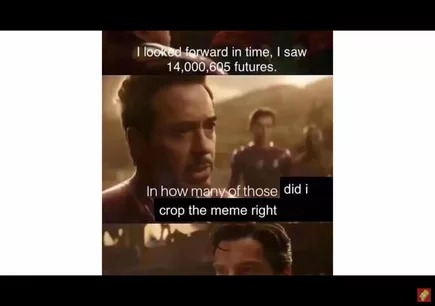 I looked forward in time, I saw
14,000,605 futures.
In how many of those did i
crop the meme right